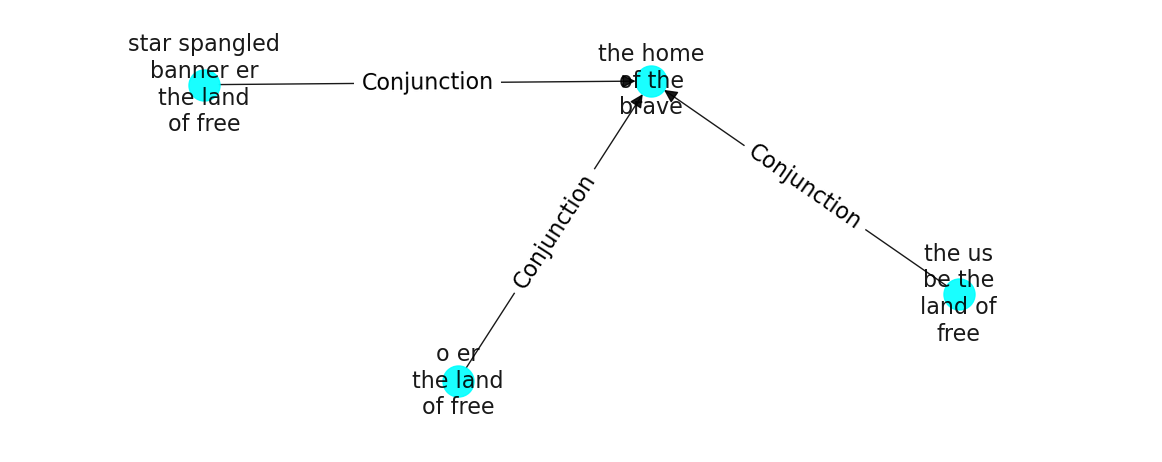 star spangled
banner er
the land
of free
Conjunction
the home
of the
brave
Conjunction
Conjunction
the us
be the
land of
free
o er
the land
of free